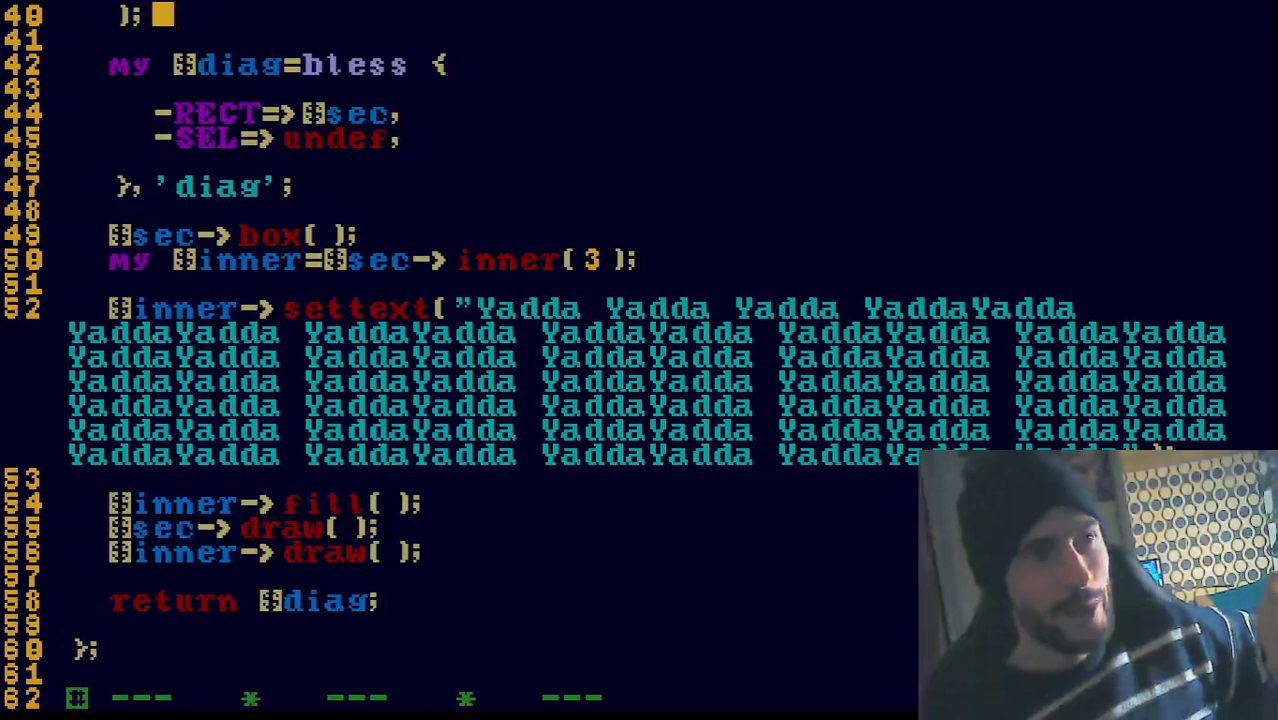 40 );
41
42 my $diag=bless {
43
44 -RECT=>$sec,
45 -SEL=>undef,
46
47 },'diag';
48
49 $sec->box( );
50 my $inner=$sec->inner( 3 );
51
52 $inner->settext( "Yadda Yadda Yadda YaddaYadda
YaddaYadda YaddaYadda YaddaYadda YaddaYadda YaddaYadda
YaddaYadda YaddaYadda YaddaYadda YaddaYadda YaddaYadda
YaddaYadda YaddaYadda YaddaYadda YaddaYadda YaddaYadda
YaddaYadda YaddaYadda YaddaYadda YaddaYadda YaddaYadda
YaddaYadda YaddaYadda YaddaYadda YaddaYadda YaddaYadda
YaddaYadda YaddaYadda YaddaYadda YaddaYadda YaddaYadda" );
53
54 $inner->fill( );
55 $sec->draw( );
56 $inner->draw( );
57
58 return $diag;
59
60 };
61
62 # --- * --- * ---